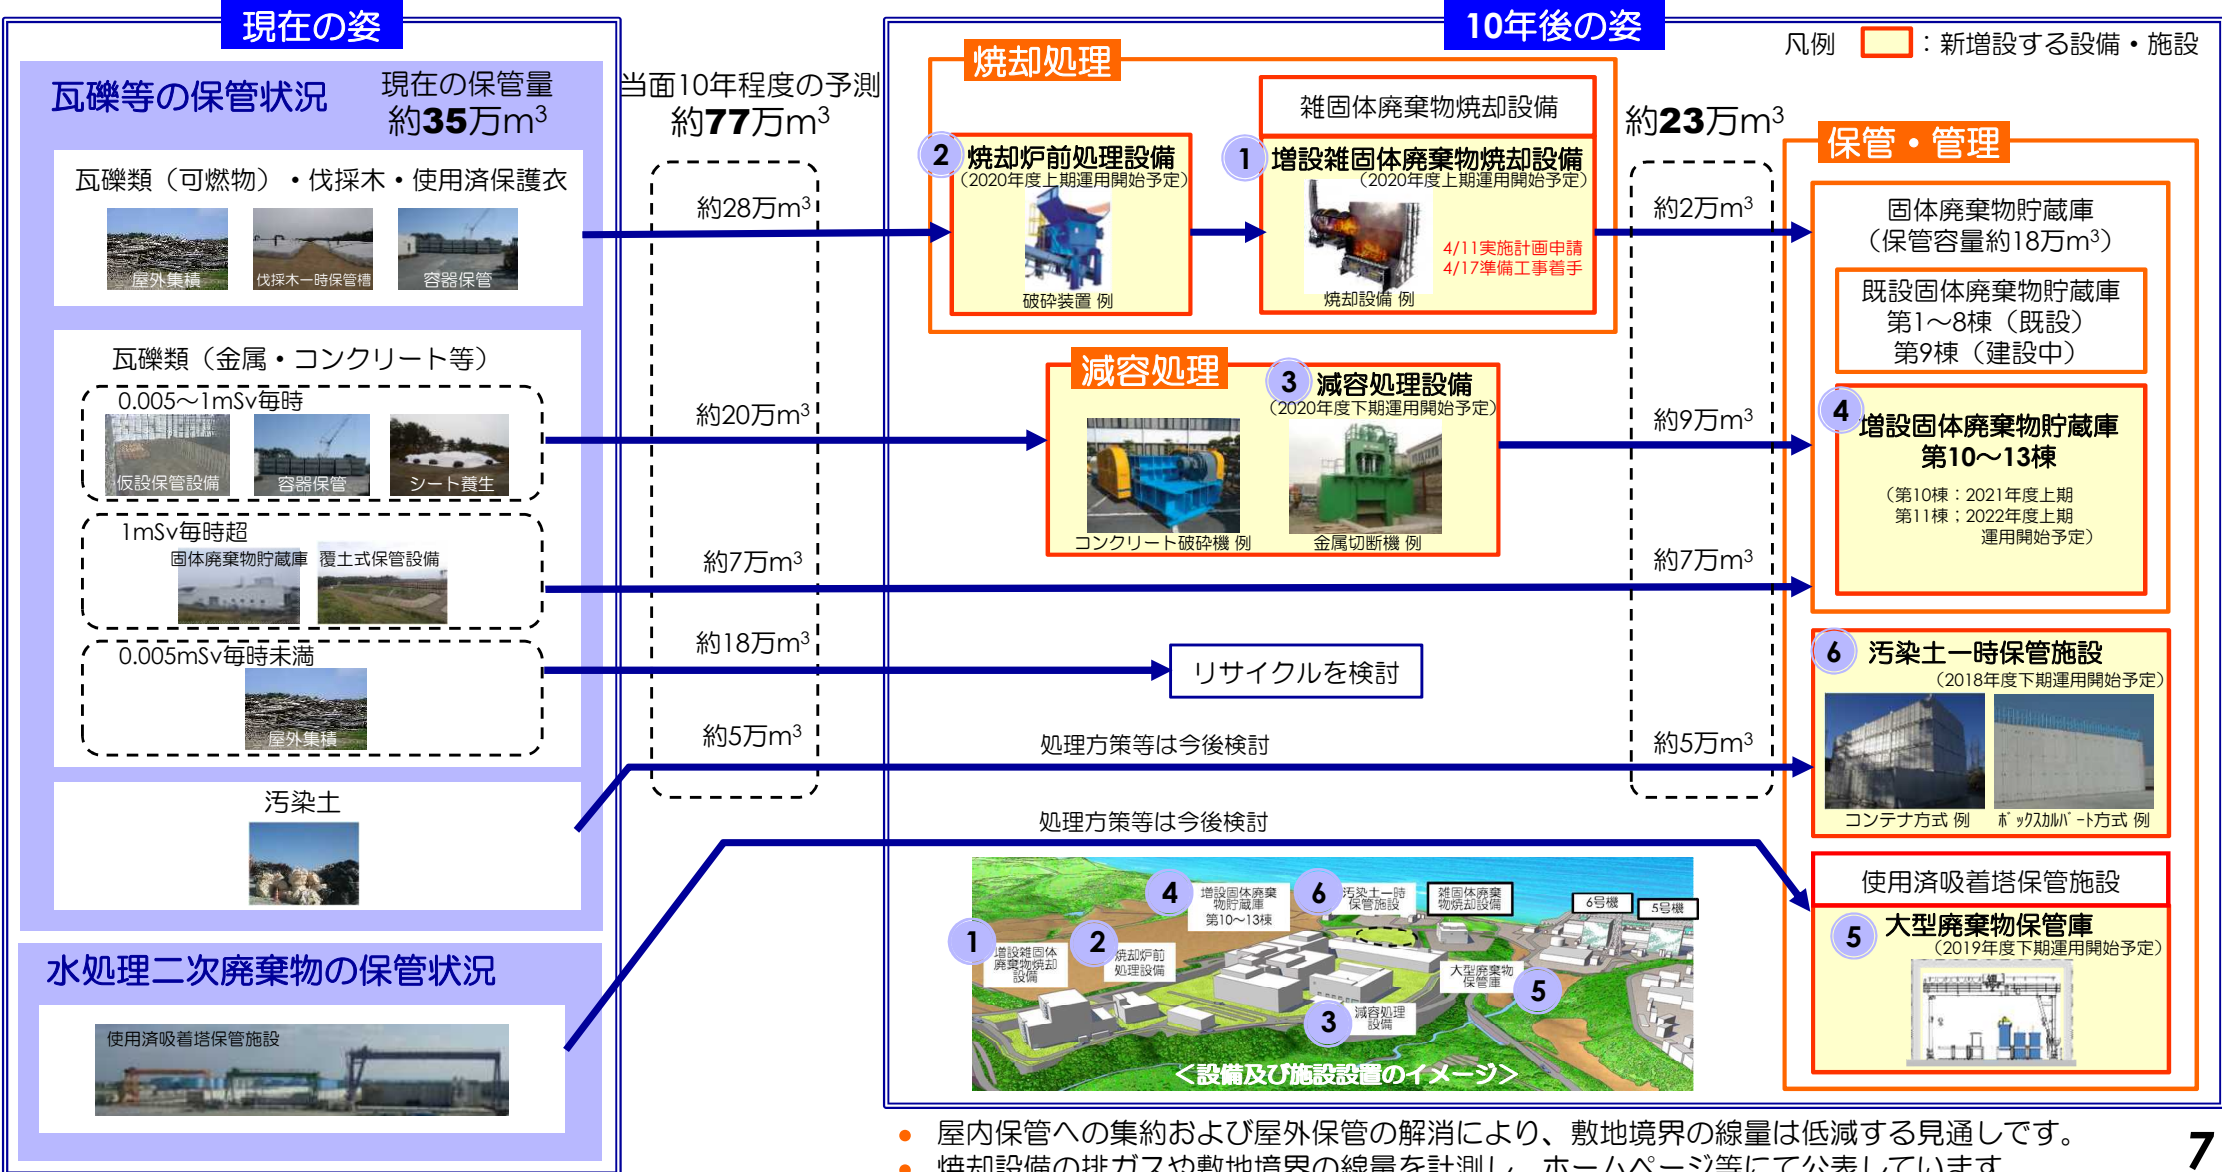 現在の姿
瓦礫等の保管状況
現在の保管量
約35万m3
瓦礫類（可燃物）・伐採木・使用済保護衣
屋外集積
伐採木一時保管槽
容器保管
瓦礫類（金属・コンクリート等）
0.005～1mSv毎時
仮設保管設備
容器保管
シート養生
1mSv毎時超
固体廃棄物貯蔵庫
覆土式保管設備
0.005mSv毎時未満
屋外集積
汚染土
水処理二次廃棄物の保管状況
使用済吸着塔保管施設
当面10年程度の予測
約77万m3
約28万m3
約20万m3
約7万m3
約18万m3
約5万m3
10年後の姿
凡例
：新増設する設備・施設
焼却処理
雑固体廃棄物焼却設備
2 焼却炉前処理設備
（2020年度上期運用開始予定）
破砕装置 例
1 増設雑固体廃棄物焼却設備
（2020年度上期運用開始予定）
4/11実施計画申請
4/17準備工事着手
焼却設備 例
減容処理
3 減容処理設備
（2020年度下期運用開始予定）
コンクリート破砕機 例
金属切断機 例
リサイクルを検討
処理方策等は今後検討
処理方策等は今後検討
約23万m3
約2万m3
約9万m3
約7万m3
約5万m3
保管・管理
固体廃棄物貯蔵庫
（保管容量約18万m3）
既設固体廃棄物貯蔵庫
第1～8棟（既設）
第9棟（建設中）
4
増設固体廃棄物貯蔵庫
第10～13棟
（第10棟：2021年度上期
第11棟；2022年度上期
運用開始予定）
6 汚染土一時保管施設
（2018年度下期運用開始予定）
コンテナ方式 例
ﾎﾞｯｸｽｶﾙﾊﾞｰﾄ方式 例
使用済吸着塔保管施設
5 大型廃棄物保管庫
（2019年度下期運用開始予定）
4
増設固体廃棄
物貯蔵庫
第10～13棟
6
汚染土一時
保管施設
雑固体廃棄
物焼却設備
6号機
5号機
1
増設雑固体
廃棄物焼却
設備
2
焼却炉前
処理設備
大型廃棄物
保管庫
5
3
減容処理
設備
＜設備及び施設設置のイメージ＞
● 屋内保管への集約および屋外保管の解消により、敷地境界の線量は低減する見通しです。
● 焼却設備の排ガスや敷地境界の線量を計測し、ホームページ等にて公表しています
7